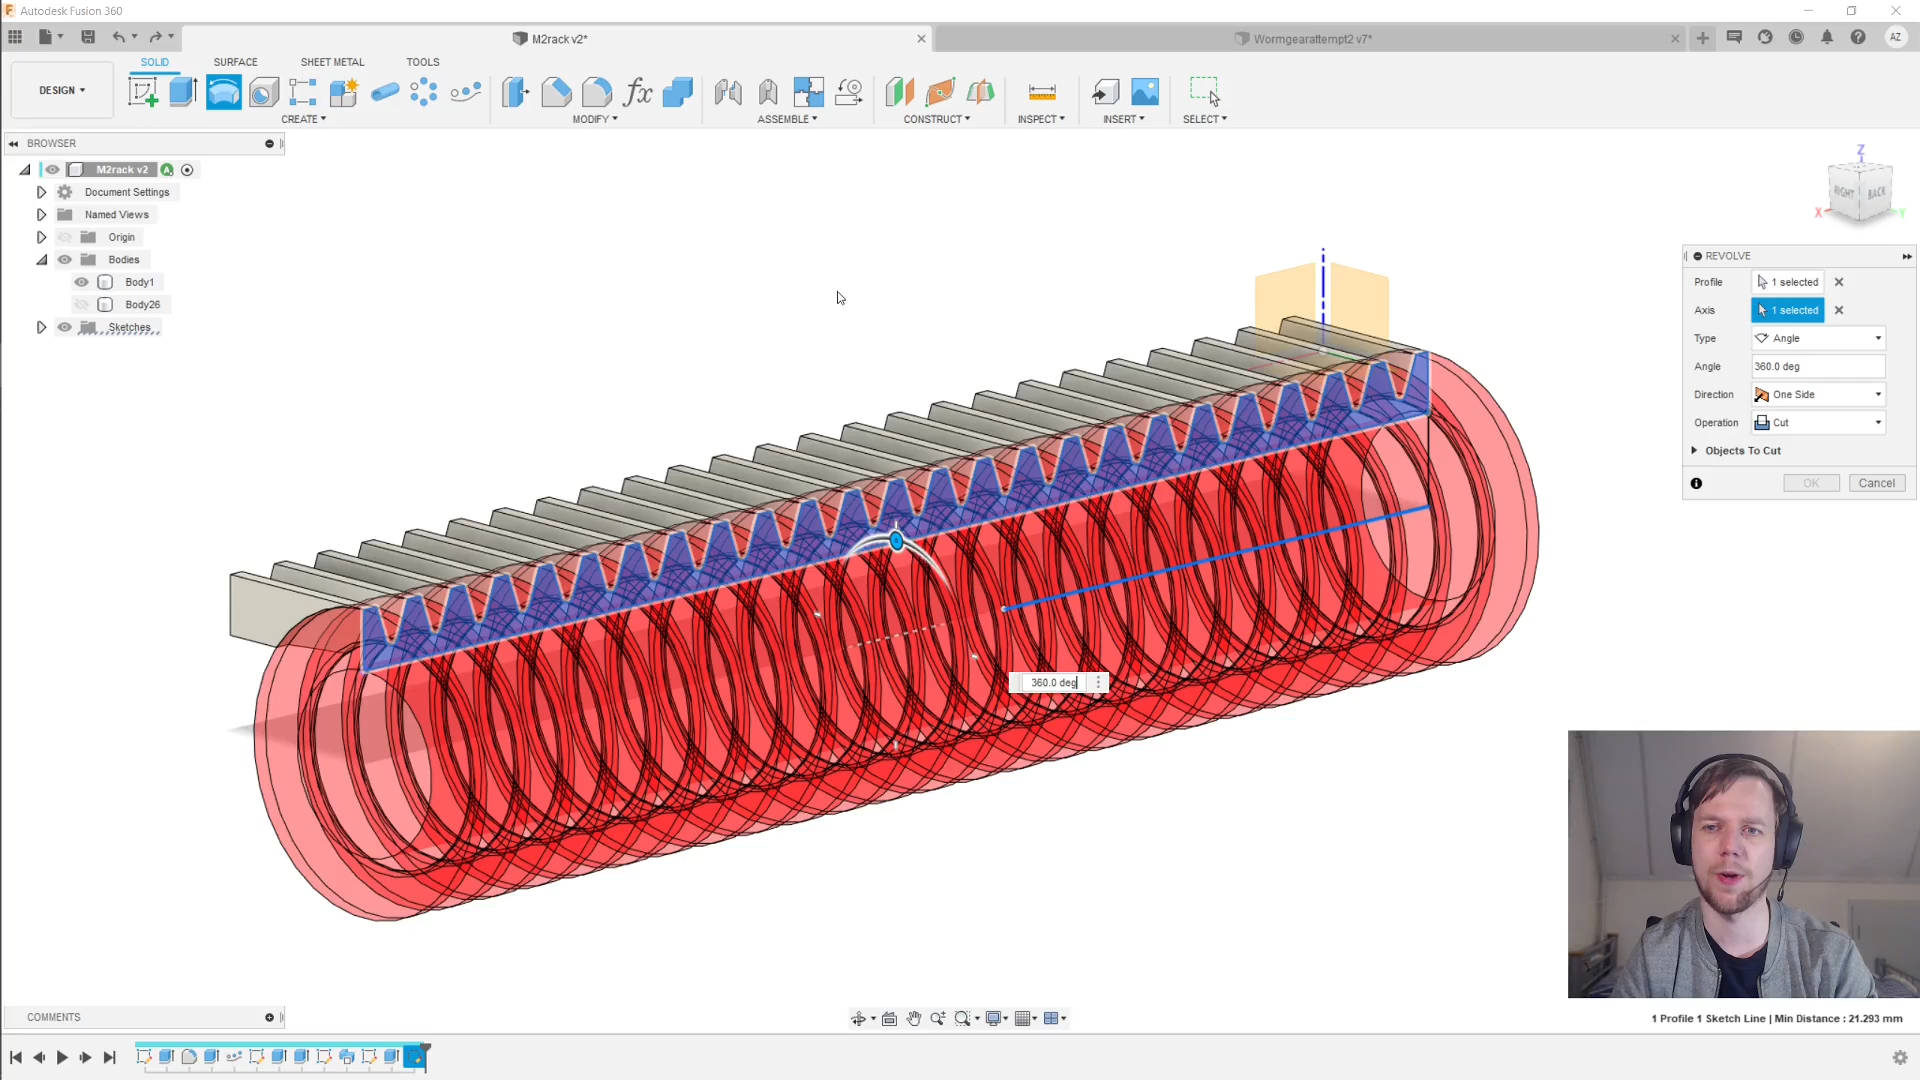 Autodesk Fusion 360
M2rack v2*
Wormgearattempt2 v7*
AZ
DESIGN
SOLID
SURFACE
SHEET METAL
TOOLS
CREATE
MODIFY
ASSEMBLE
CONSTRUCT
INSPECT
INSERT
SELECT
BROWSER
M2rack v2
A
Document Settings
Named Views
Origin
Bodies
Body1
Body26
Sketches
Z
RIGHT
BACK
X
Y
REVOLVE
Profile
1 selected
Axis
1 selected
Type
Angle
Angle
360.0 deg
Direction
One Side
Operation
Cut
Objects To Cut
OK
Cancel
360.0 deg
COMMENTS
1 Profile 1 Sketch Line | Min Distance : 21.293 mm